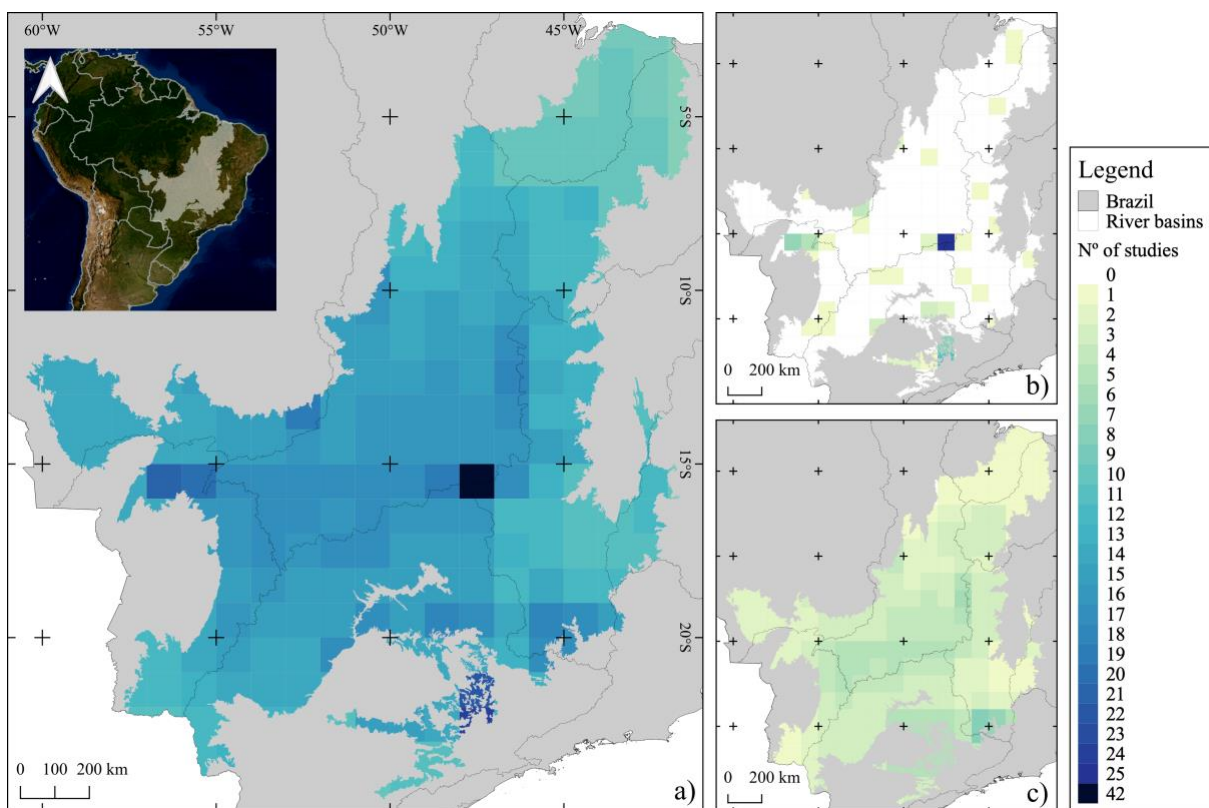 60°W 55°W 50°W 45°W
5°S
10°S
15°S
20°S
0 100 200 km
a)
0 200 km
b)
0 200 km
c)
Legend
Brazil
River basins
Nº of studies
0
1
2
3
4
5
6
7
8
9
10
11
12
13
14
15
16
17
18
19
20
21
22
23
24
25
42